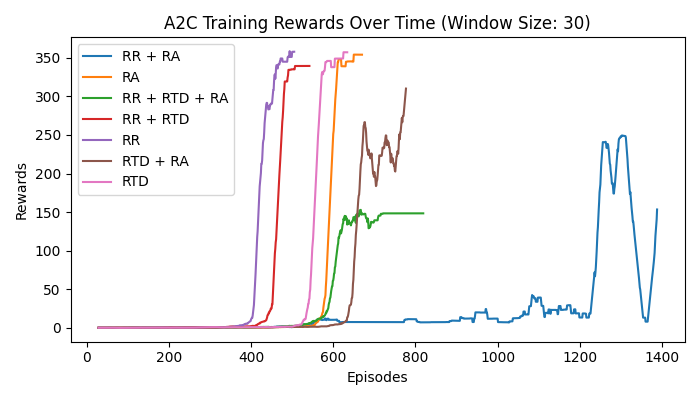 A2C Training Rewards Over Time (Window Size: 30)
RR + RA
RA
RR + RTD + RA
RR + RTD
RR
RTD + RA
RTD
Rewards
350
300
250
200
150
100
50
0
0 200 400 600 800 1000 1200 1400
Episodes